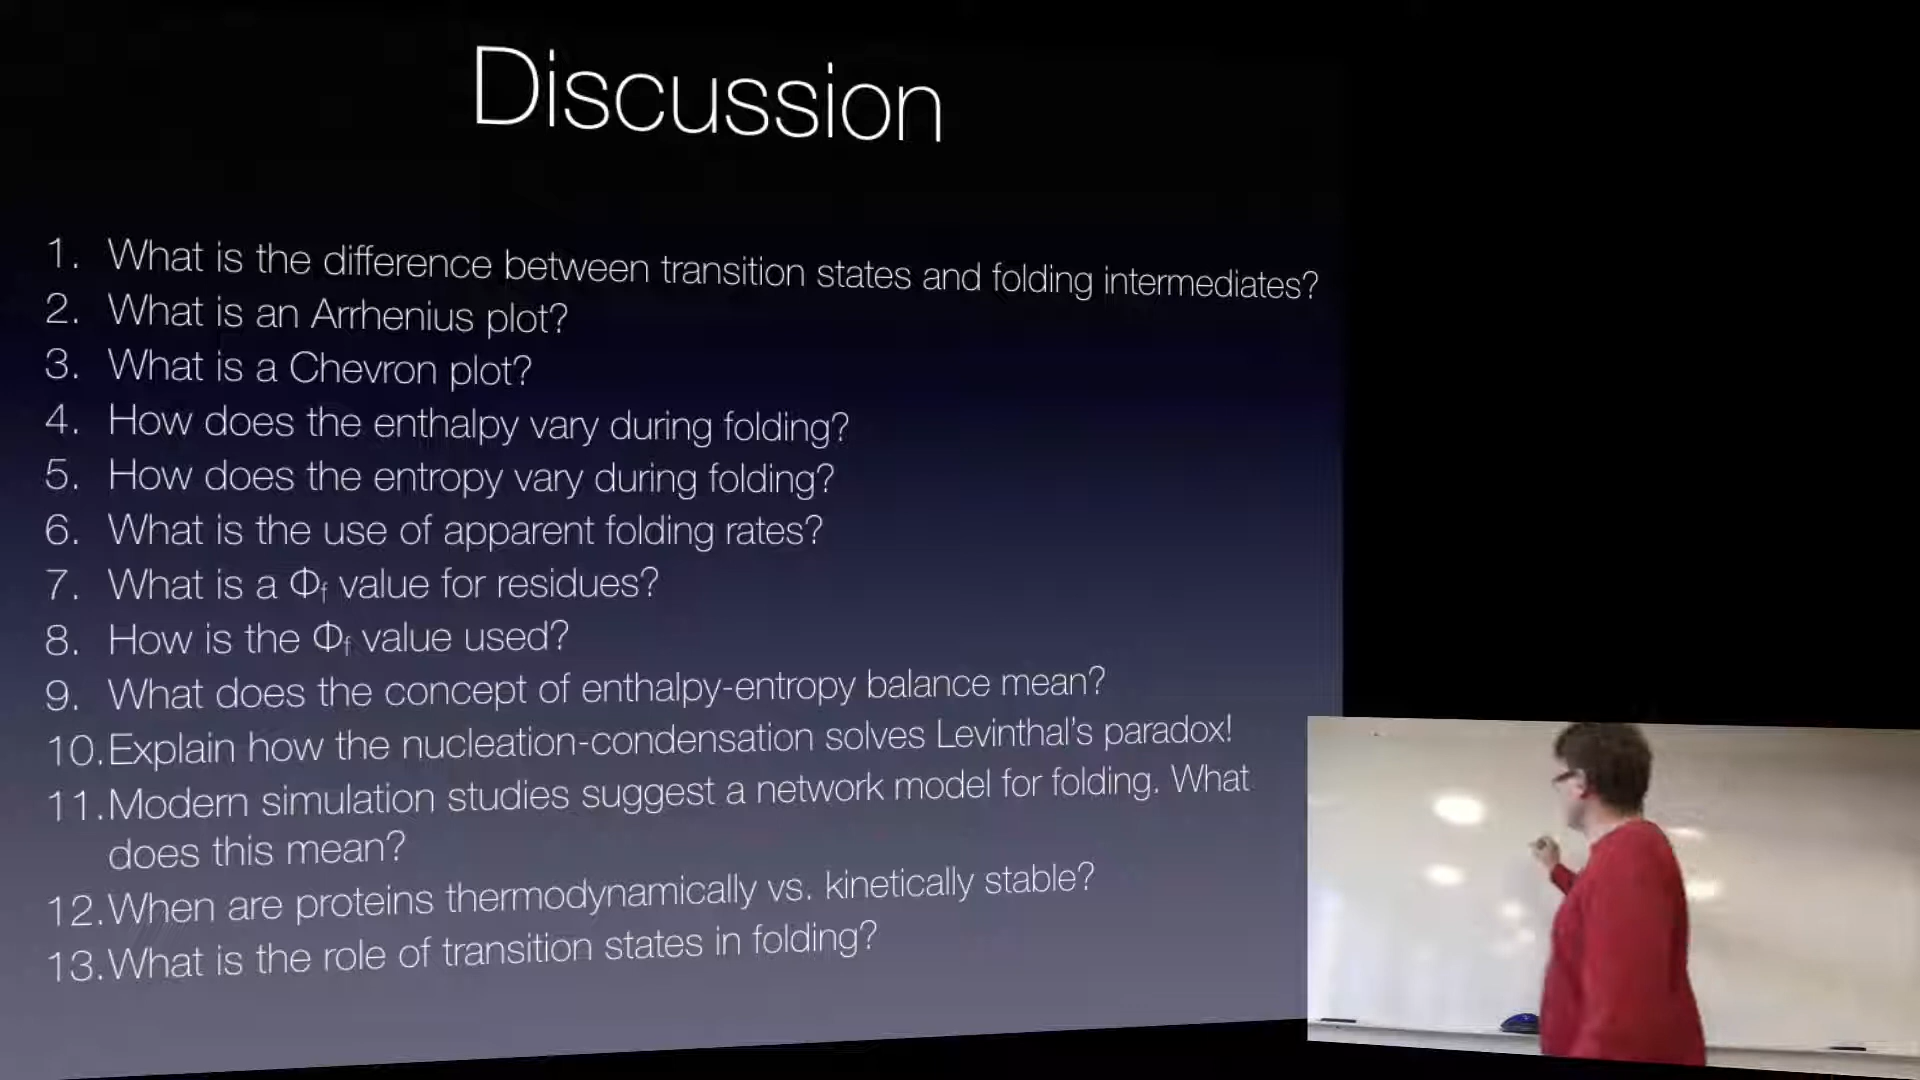 Discussion
1. What is the difference between transition states and folding intermediates?
2. What is an Arrhenius plot?
3. What is a Chevron plot?
4. How does the enthalpy vary during folding?
5. How does the entropy vary during folding?
6. What is the use of apparent folding rates?
7. What is a Φf value for residues?
8. How is the Φf value used?
9. What does the concept of enthalpy-entropy balance mean?
10. Explain how the nucleation-condensation solves Levinthal's paradox!
11. Modern simulation studies suggest a network model for folding. What
does this mean?
12. When are proteins thermodynamically vs. kinetically stable?
13. What is the role of transition states in folding?